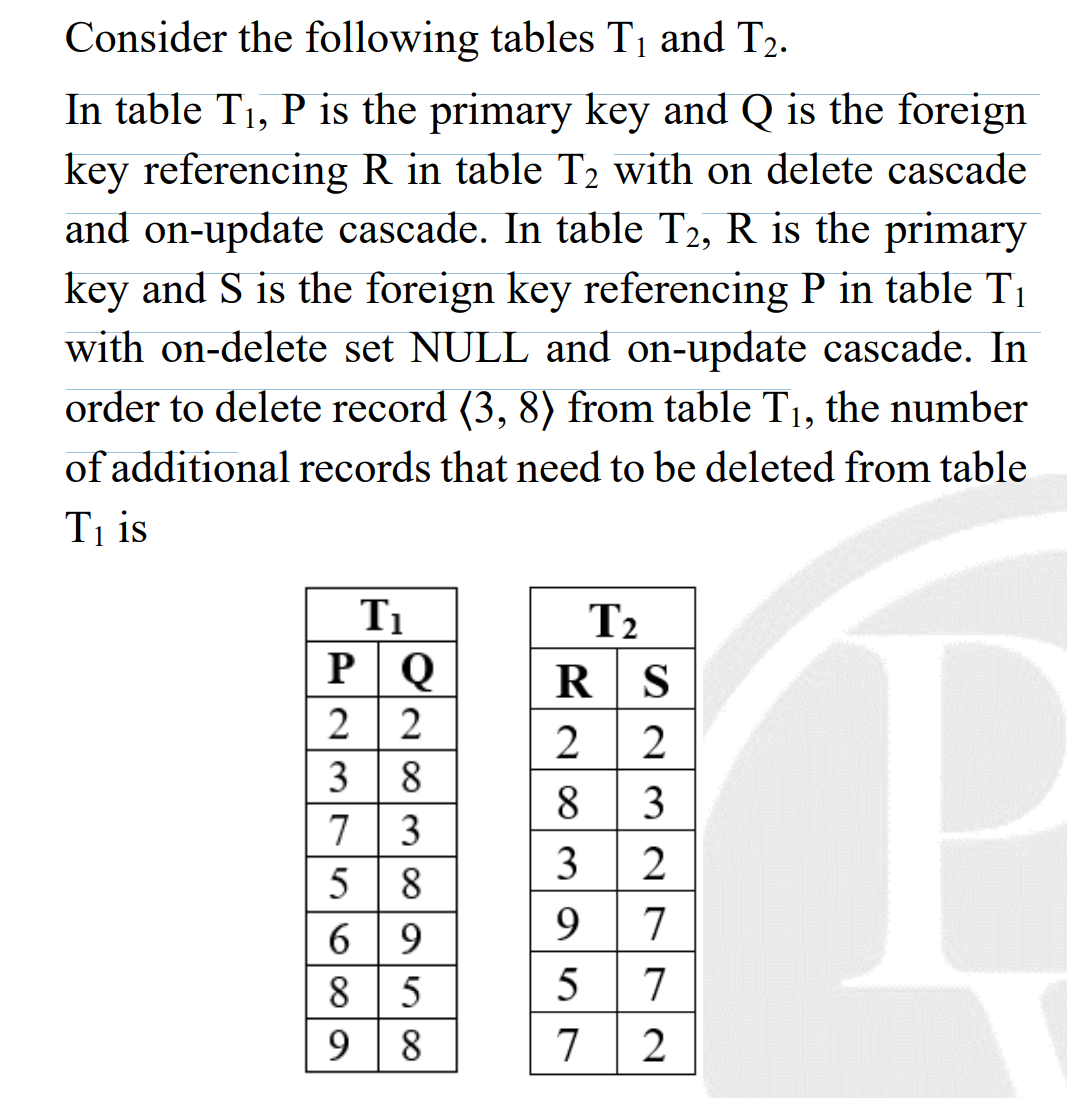 Consider the following tables T₁ and T₂.
In table T₁, P is the primary key and Q is the foreign
key referencing R in table T₂ with on delete cascade
and on-update cascade. In table T₂, R is the primary
key and S is the foreign key referencing P in table T₁
with on-delete set NULL and on-update cascade. In
order to delete record ⟨3, 8⟩ from table T₁, the number
of additional records that need to be deleted from table
T₁ is
T₁
P Q
2 2
3 8
7 3
5 8
6 9
8 5
9 8
T₂
R S
2 2
8 3
3 2
9 7
5 7
7 2